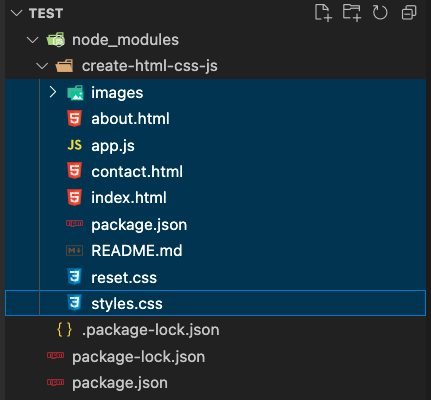 TEST
node_modules
create-html-css-js
images
about.html
JS app.js
contact.html
index.html
package.json
README.md
reset.css
styles.css
{ } .package-lock.json
package-lock.json
package.json